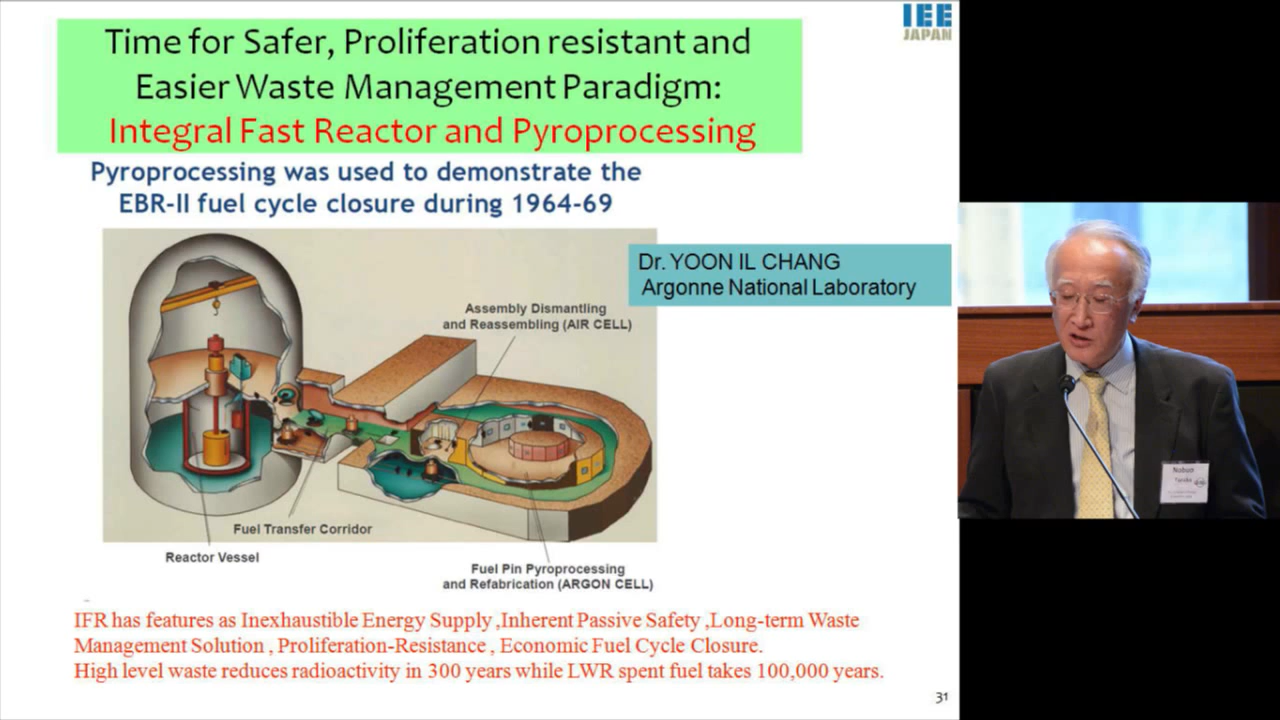 IEE
JAPAN
Time for Safer, Proliferation resistant and
Easier Waste Management Paradigm:
Integral Fast Reactor and Pyroprocessing
Pyroprocessing was used to demonstrate the
EBR-II fuel cycle closure during 1964-69
Dr. YOON IL CHANG
Argonne National Laboratory
Assembly Dismantling
and Reassembling (AIR CELL)
Fuel Transfer Corridor
Reactor Vessel
Fuel Pin Pyroprocessing
and Refabrication (ARGON CELL)
IFR has features as Inexhaustible Energy Supply ,Inherent Passive Safety ,Long-term Waste
Management Solution , Proliferation-Resistance , Economic Fuel Cycle Closure.
High level waste reduces radioactivity in 300 years while LWR spent fuel takes 100,000 years.
31
Nobuo